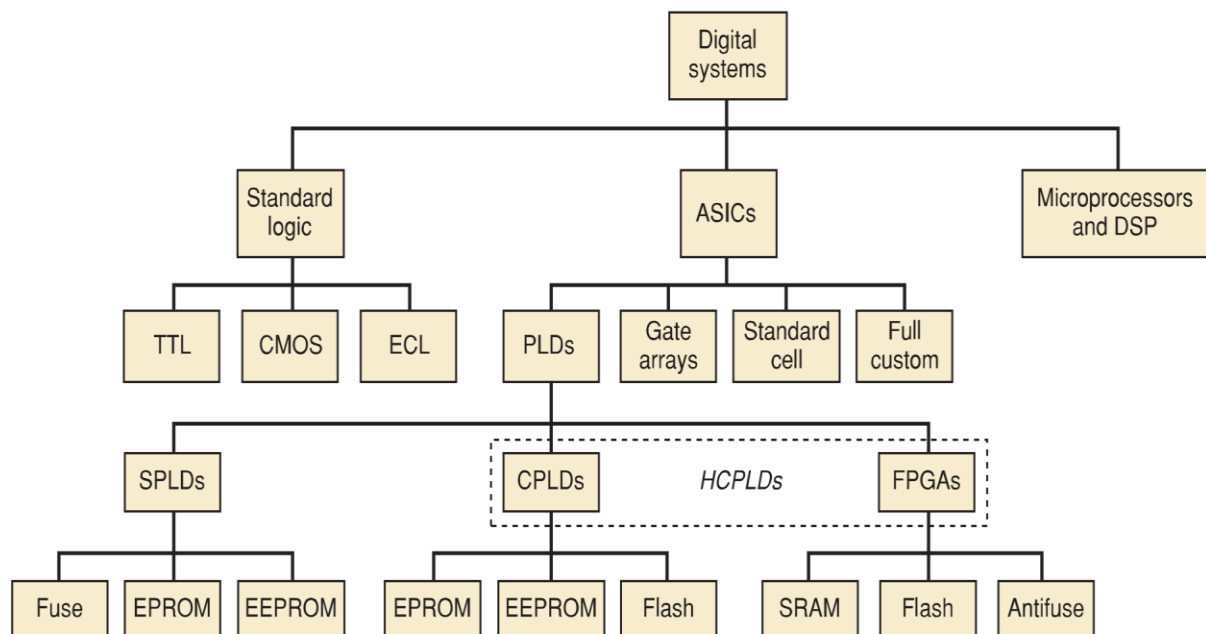 Digital
systems
Standard
logic
ASICs
Microprocessors
and DSP
TTL
CMOS
ECL
PLDs
Gate
arrays
Standard
cell
Full
custom
SPLDs
CPLDs
HCPLDs
FPGAs
Fuse
EPROM
EEPROM
EPROM
EEPROM
Flash
SRAM
Flash
Antifuse